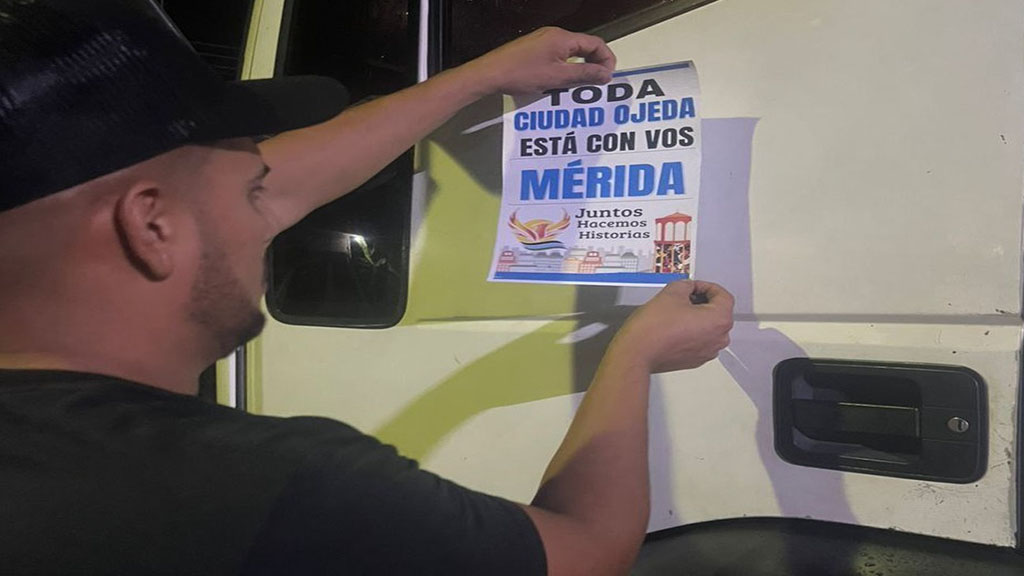 TODA
CIUDAD OJEDA
ESTÁ CON VOS
MÉRIDA
Juntos
Hacemos
Historias